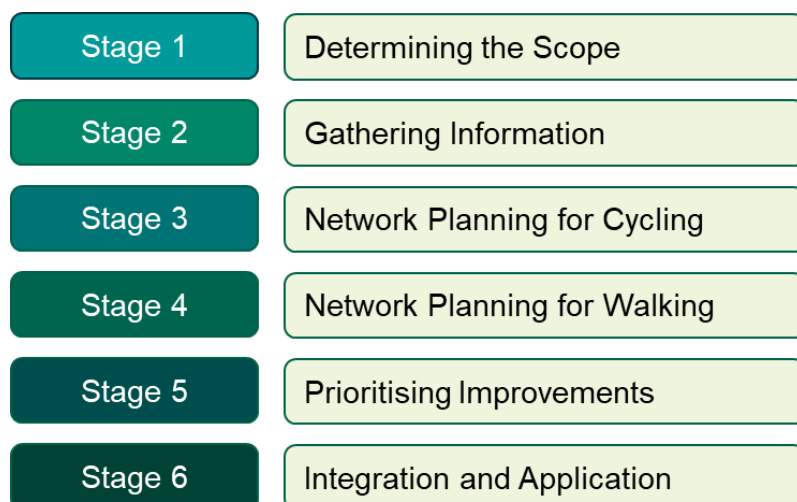 Stage 1
Determining the Scope
Stage 2
Gathering Information
Stage 3
Network Planning for Cycling
Stage 4
Network Planning for Walking
Stage 5
Prioritising Improvements
Stage 6
Integration and Application